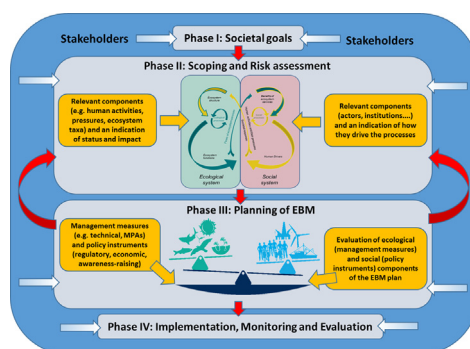 Stakeholders
Phase I: Societal goals
Stakeholders
Phase II: Scoping and Risk assessment
Relevant components
(e.g. human activities,
pressures, ecosystem
taxa) and an indication
of status and impact
Ecological
system
Social
system
Relevant components
(actors, institutions....)
and an indication of how
they drive the processes
Phase III: Planning of EBM
Management measures
(e.g. technical, MPAs)
and policy instruments
(regulatory, economic,
awareness-raising)
Evaluation of ecological
(management measures)
and social (policy
instruments) components
of the EBM plan
Phase IV: Implementation, Monitoring and Evaluation